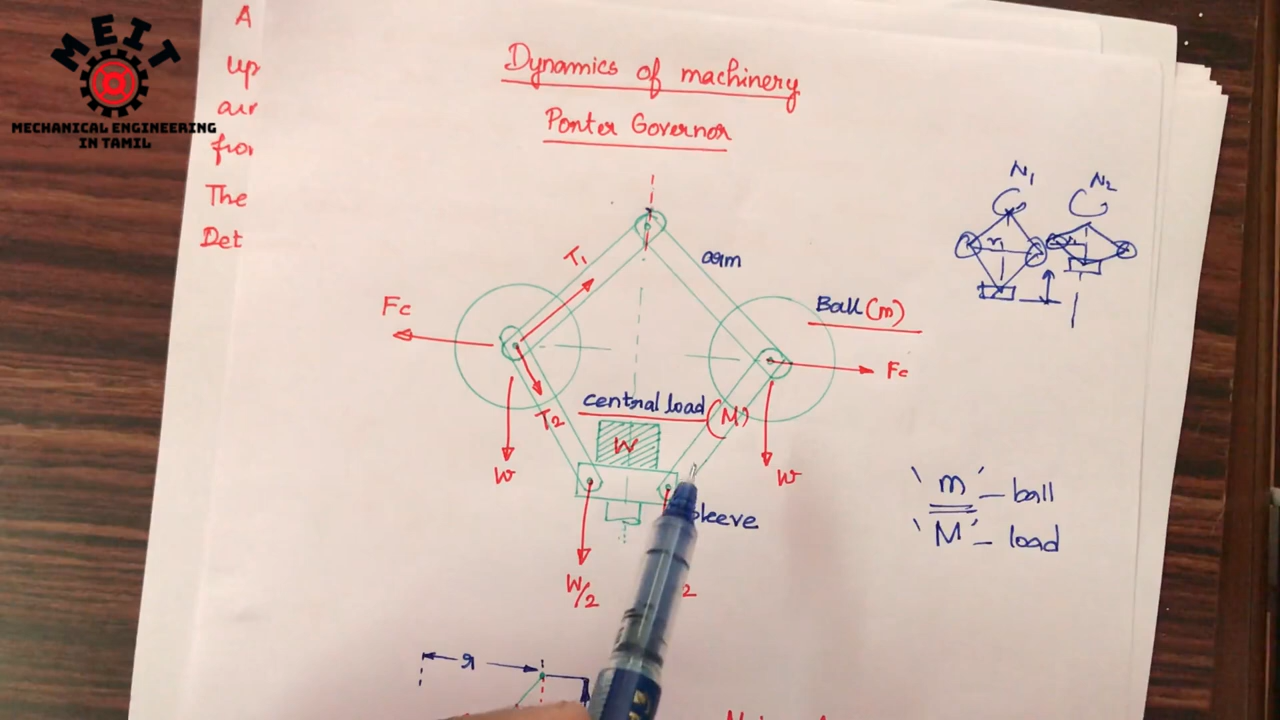 MEIT
MECHANICAL ENGINEERING
IN TAMIL
A
up
The
Det
Dynamics of machinery
Porter Governor
N1
N2
T1
arm
Fc
Ball (m)
Fc
central load (M)
T2
W
w
w
'm' - ball
'M' - load
Sleeve
W/2
2
r